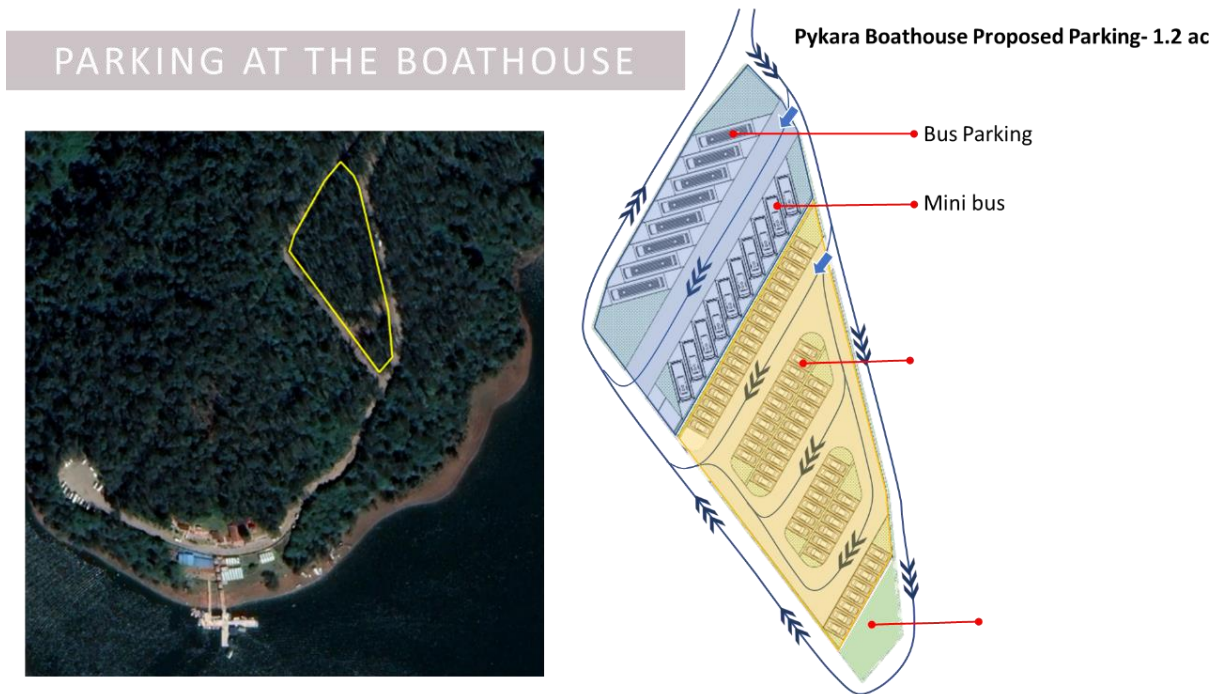 PARKING AT THE BOATHOUSE
Pykara Boathouse Proposed Parking- 1.2 ac
Bus Parking
Mini bus